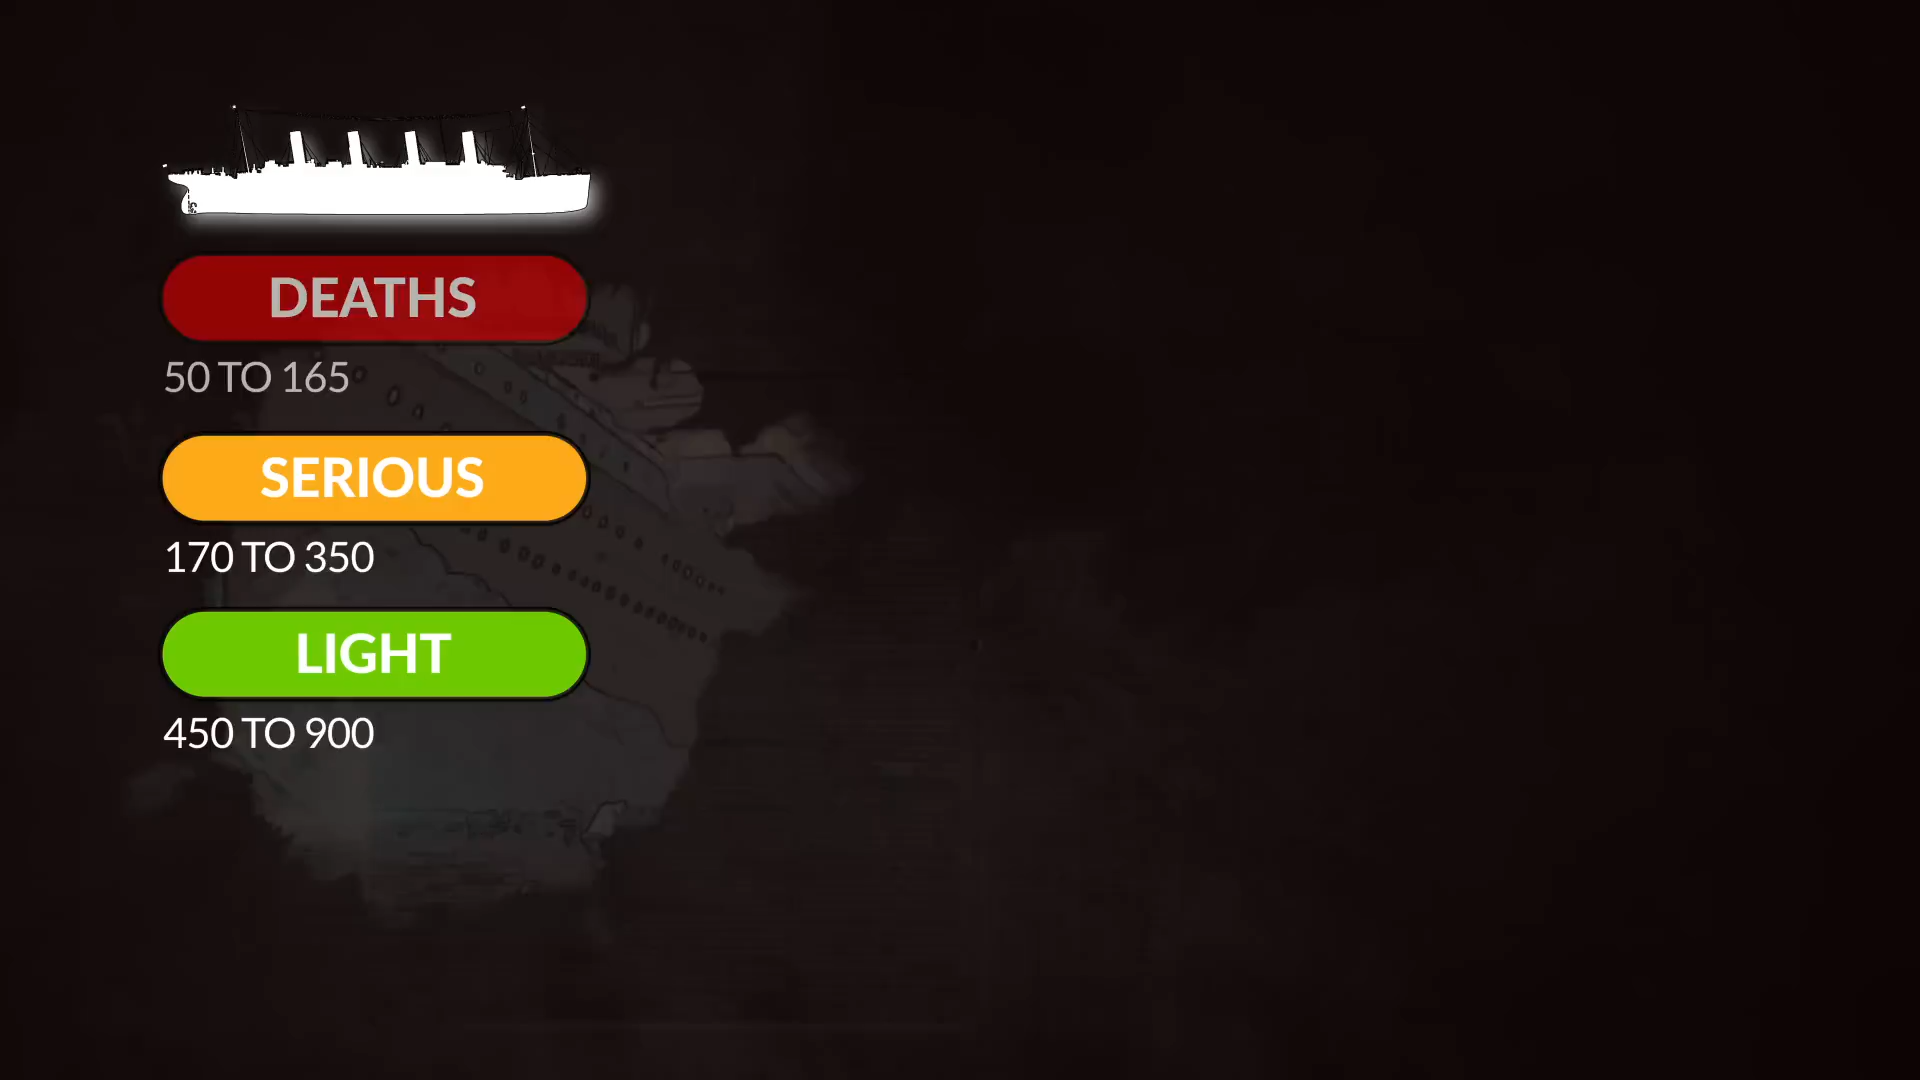 DEATHS
50 TO 165
SERIOUS
170 TO 350
LIGHT
450 TO 900